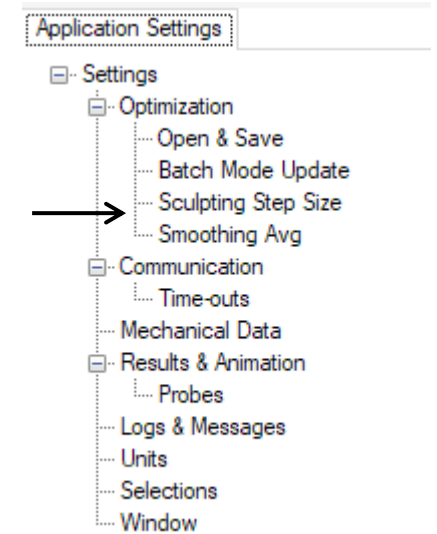 Application Settings
Settings
Optimization
Open & Save
Batch Mode Update
Sculpting Step Size
Smoothing Avg
Communication
Time-outs
Mechanical Data
Results & Animation
Probes
Logs & Messages
Units
Selections
Window